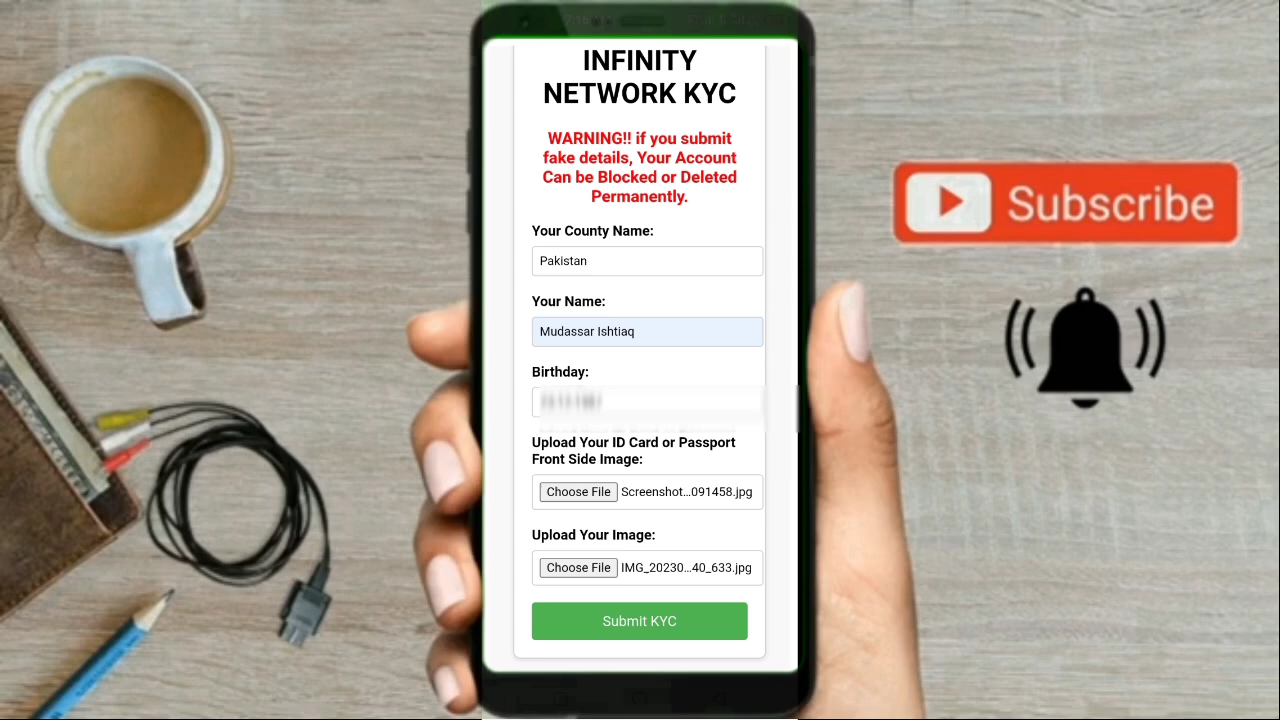 INFINITY
NETWORK KYC
WARNING!! if you submit
fake details, Your Account
Can be Blocked or Deleted
Permanently.
Your County Name:
Pakistan
Your Name:
Mudassar Ishtiaq
Birthday:
Upload Your ID Card or Passport
Front Side Image:
Choose File Screenshot...091458.jpg
Upload Your Image:
Choose File IMG_20230...40_633.jpg
Submit KYC
Subscribe